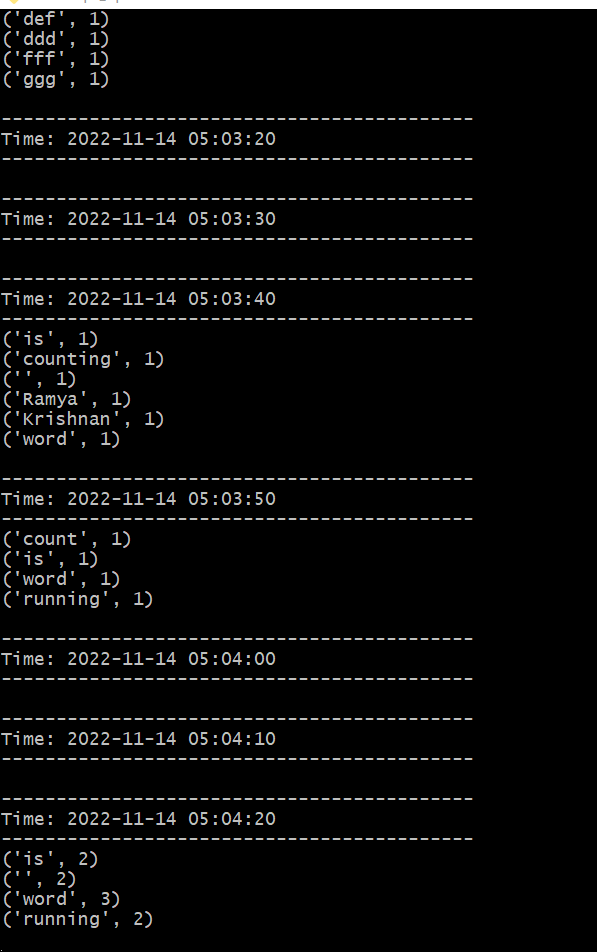 ('def', 1)
('ddd', 1)
('fff', 1)
('ggg', 1)
-------------------------------------------
Time: 2022-11-14 05:03:20
-------------------------------------------
-------------------------------------------
Time: 2022-11-14 05:03:30
-------------------------------------------
-------------------------------------------
Time: 2022-11-14 05:03:40
-------------------------------------------
('is', 1)
('counting', 1)
('', 1)
('Ramya', 1)
('Krishnan', 1)
('word', 1)
-------------------------------------------
Time: 2022-11-14 05:03:50
-------------------------------------------
('count', 1)
('is', 1)
('word', 1)
('running', 1)
-------------------------------------------
Time: 2022-11-14 05:04:00
-------------------------------------------
-------------------------------------------
Time: 2022-11-14 05:04:10
-------------------------------------------
-------------------------------------------
Time: 2022-11-14 05:04:20
-------------------------------------------
('is', 2)
('', 2)
('word', 3)
('running', 2)